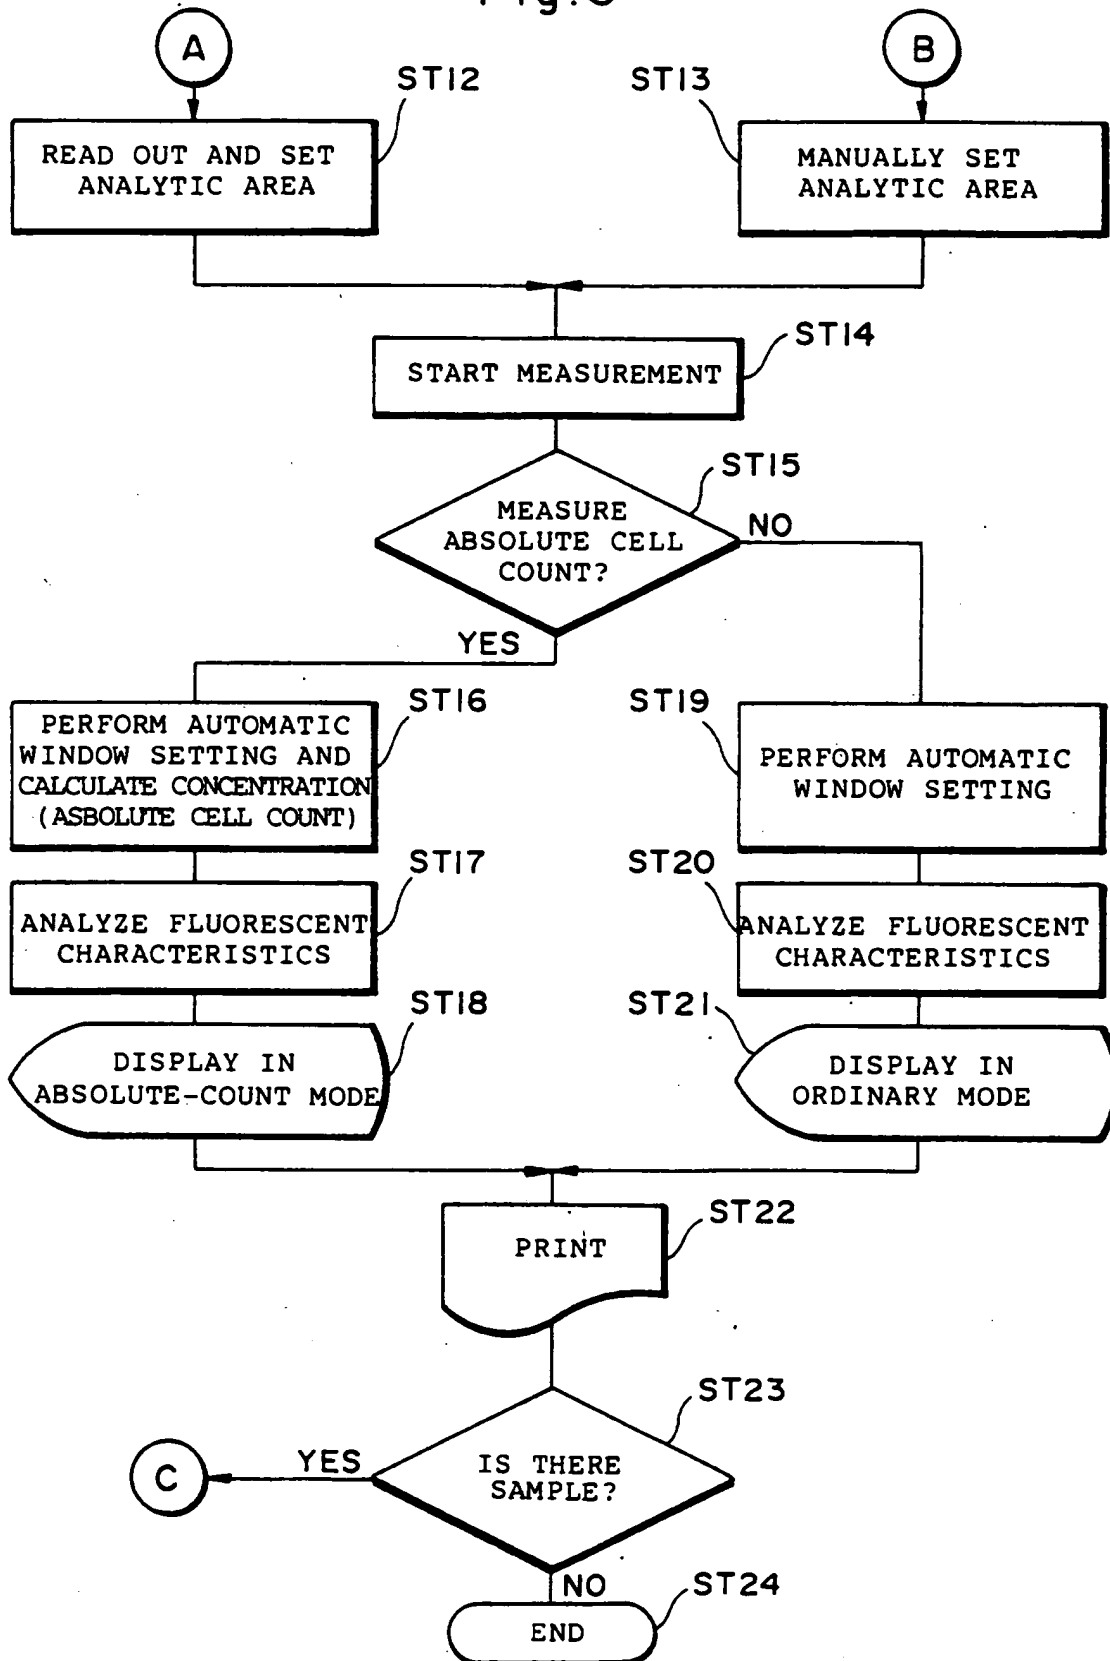 A
B
ST12
ST13
READ OUT AND SET
ANALYTIC AREA
MANUALLY SET
ANALYTIC AREA
ST14
START MEASUREMENT
ST15
MEASURE
ABSOLUTE CELL
COUNT?
NO
YES
ST16
ST19
PERFORM AUTOMATIC
WINDOW SETTING AND
CALCULATE CONCENTRATION
(ASBOLUTE CELL COUNT)
PERFORM AUTOMATIC
WINDOW SETTING
ST17
ST20
ANALYZE FLUORESCENT
CHARACTERISTICS
ANALYZE FLUORESCENT
CHARACTERISTICS
ST18
ST21
DISPLAY IN
ABSOLUTE-COUNT MODE
DISPLAY IN
ORDINARY MODE
ST22
PRINT
ST23
YES
C
IS THERE
SAMPLE?
NO
ST24
END